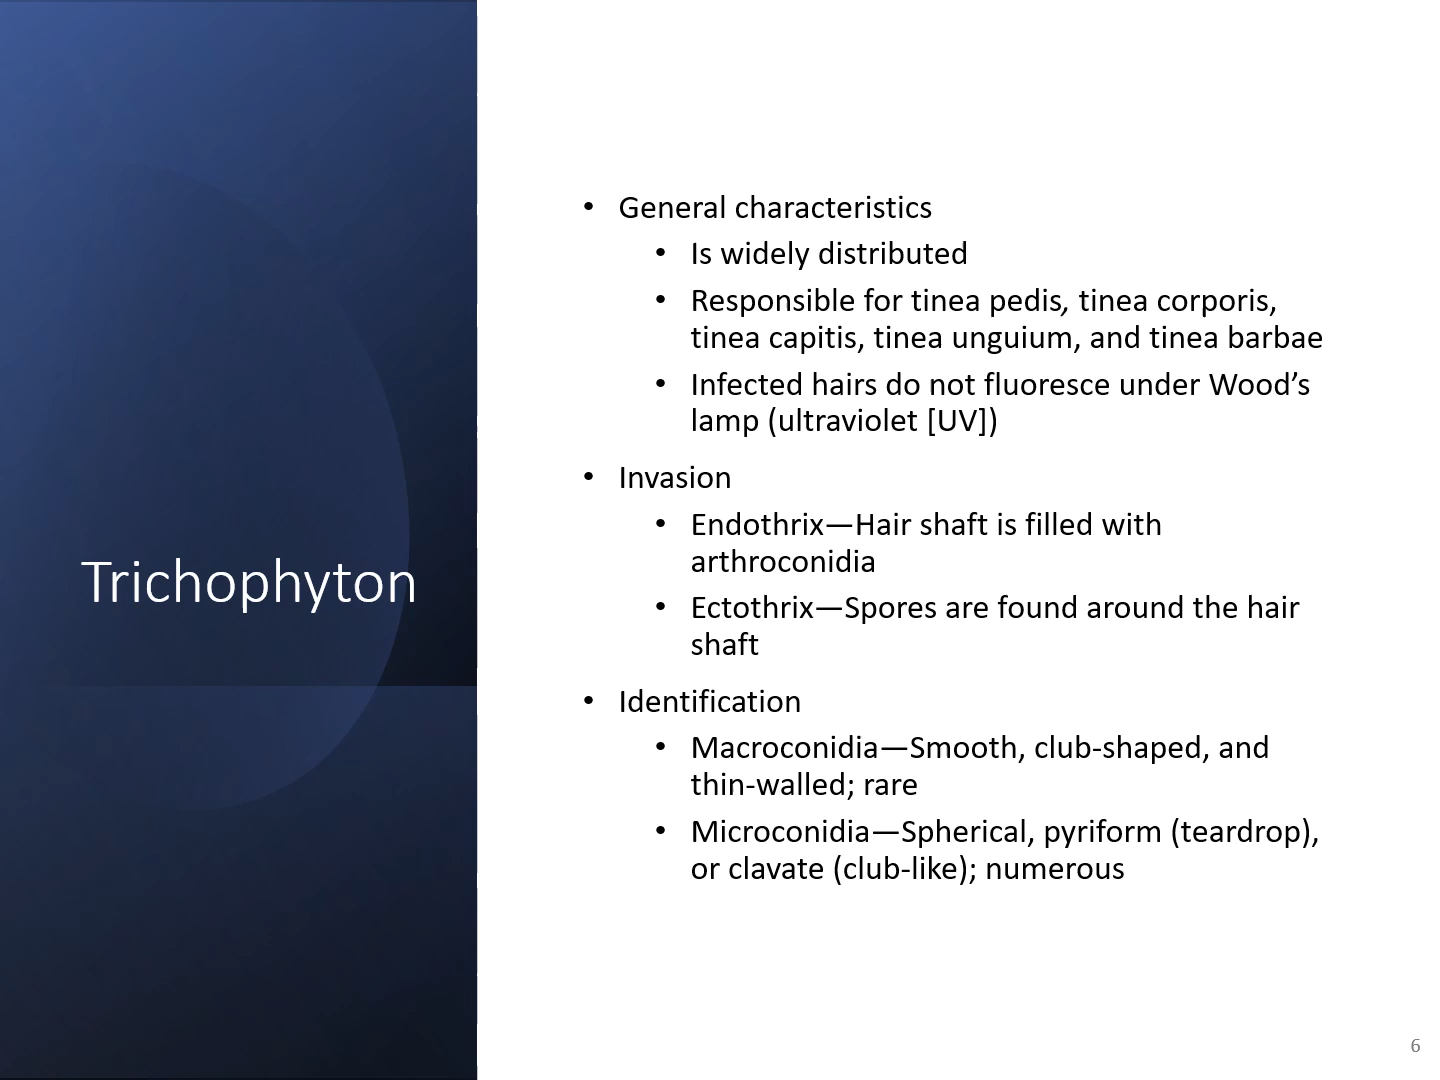 Trichophyton
• General characteristics
• Is widely distributed
• Responsible for tinea pedis, tinea corporis,
tinea capitis, tinea unguium, and tinea barbae
• Infected hairs do not fluoresce under Wood’s
lamp (ultraviolet [UV])
• Invasion
• Endothrix—Hair shaft is filled with
arthroconidia
• Ectothrix—Spores are found around the hair
shaft
• Identification
• Macroconidia—Smooth, club-shaped, and
thin-walled; rare
• Microconidia—Spherical, pyriform (teardrop),
or clavate (club-like); numerous
6